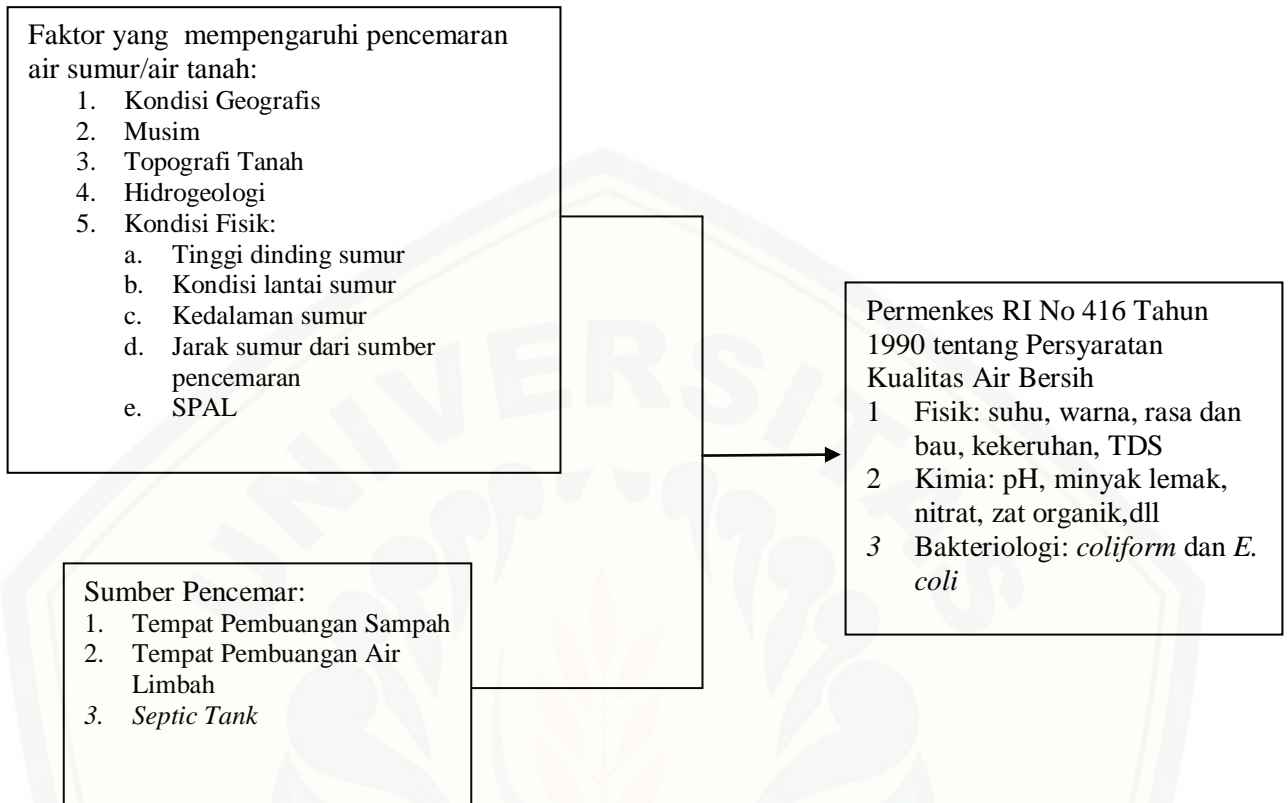 Faktor yang mempengaruhi pencemaran
air sumur/air tanah:
1. Kondisi Geografis
2. Musim
3. Topografi Tanah
4. Hidrogeologi
5. Kondisi Fisik:
a. Tinggi dinding sumur
b. Kondisi lantai sumur
c. Kedalaman sumur
d. Jarak sumur dari sumber
pencemaran
e. SPAL
Sumber Pencemar:
1. Tempat Pembuangan Sampah
2. Tempat Pembuangan Air
Limbah
3. Septic Tank
Permenkes RI No 416 Tahun
1990 tentang Persyaratan
Kualitas Air Bersih
1 Fisik: suhu, warna, rasa dan
bau, kekeruhan, TDS
2 Kimia: pH, minyak lemak,
nitrat, zat organik,dll
3 Bakteriologi: coliform dan E.
coli
UNIVERSITAS